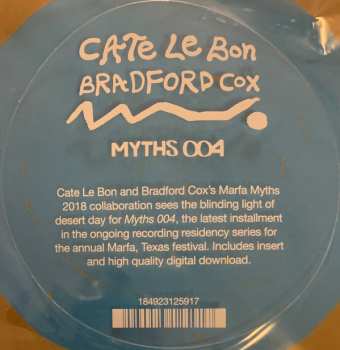 CATE LE BON
BRADFORD COX
MYTHS 004
Cate Le Bon and Bradford Cox's Marfa Myths
2018 collaboration sees the blinding light of
desert day for Myths 004, the latest installment
in the ongoing recording residency series for
the annual Marfa, Texas festival. Includes insert
and high quality digital download.
184923125917